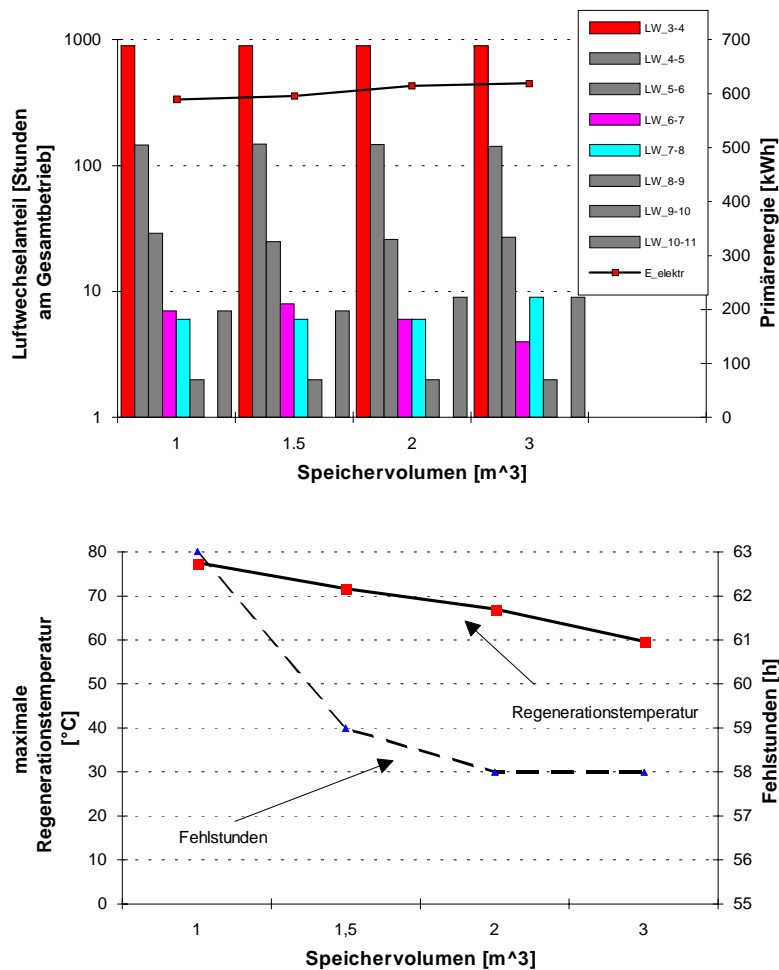 Luftwechselanteil [Stunden
am Gesamtbetrieb]
1000
100
10
1
700
600
500
400
300
200
100
0
Primärenergie [kWh]
LW_3-4
LW_4-5
LW_5-6
LW_6-7
LW_7-8
LW_8-9
LW_9-10
LW_10-11
E_elektr
1
1.5
2
3
Speichervolumen [m^3]
maximale
Regenerationstemperatur
[°C]
80
70
60
50
40
30
20
10
0
63
62
61
60
59
58
57
56
55
Fehlstunden [h]
Regenerationstemperatur
Fehlstunden
1
1,5
2
3
Speichervolumen [m^3]